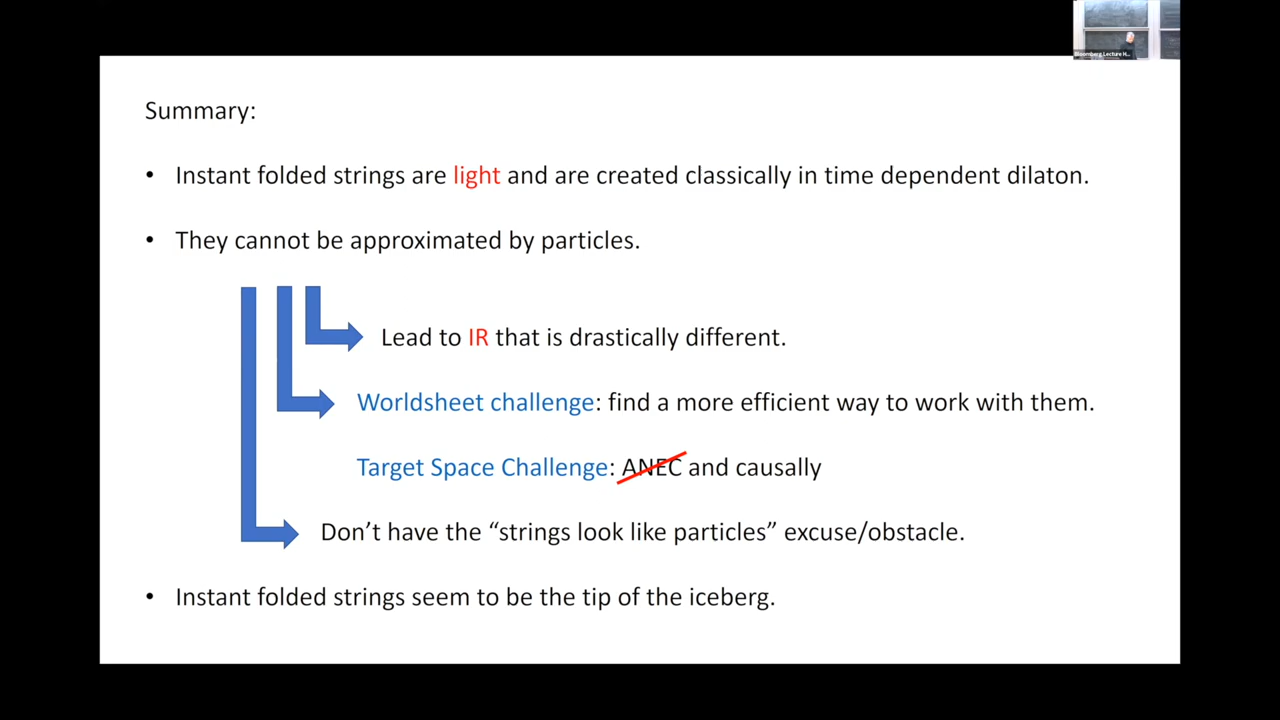 Bloomberg Lecture H...
Summary:
• Instant folded strings are light and are created classically in time dependent dilaton.
• They cannot be approximated by particles.
Lead to IR that is drastically different.
Worldsheet challenge: find a more efficient way to work with them.
Target Space Challenge: ANEC and causally
Don’t have the “strings look like particles” excuse/obstacle.
• Instant folded strings seem to be the tip of the iceberg.